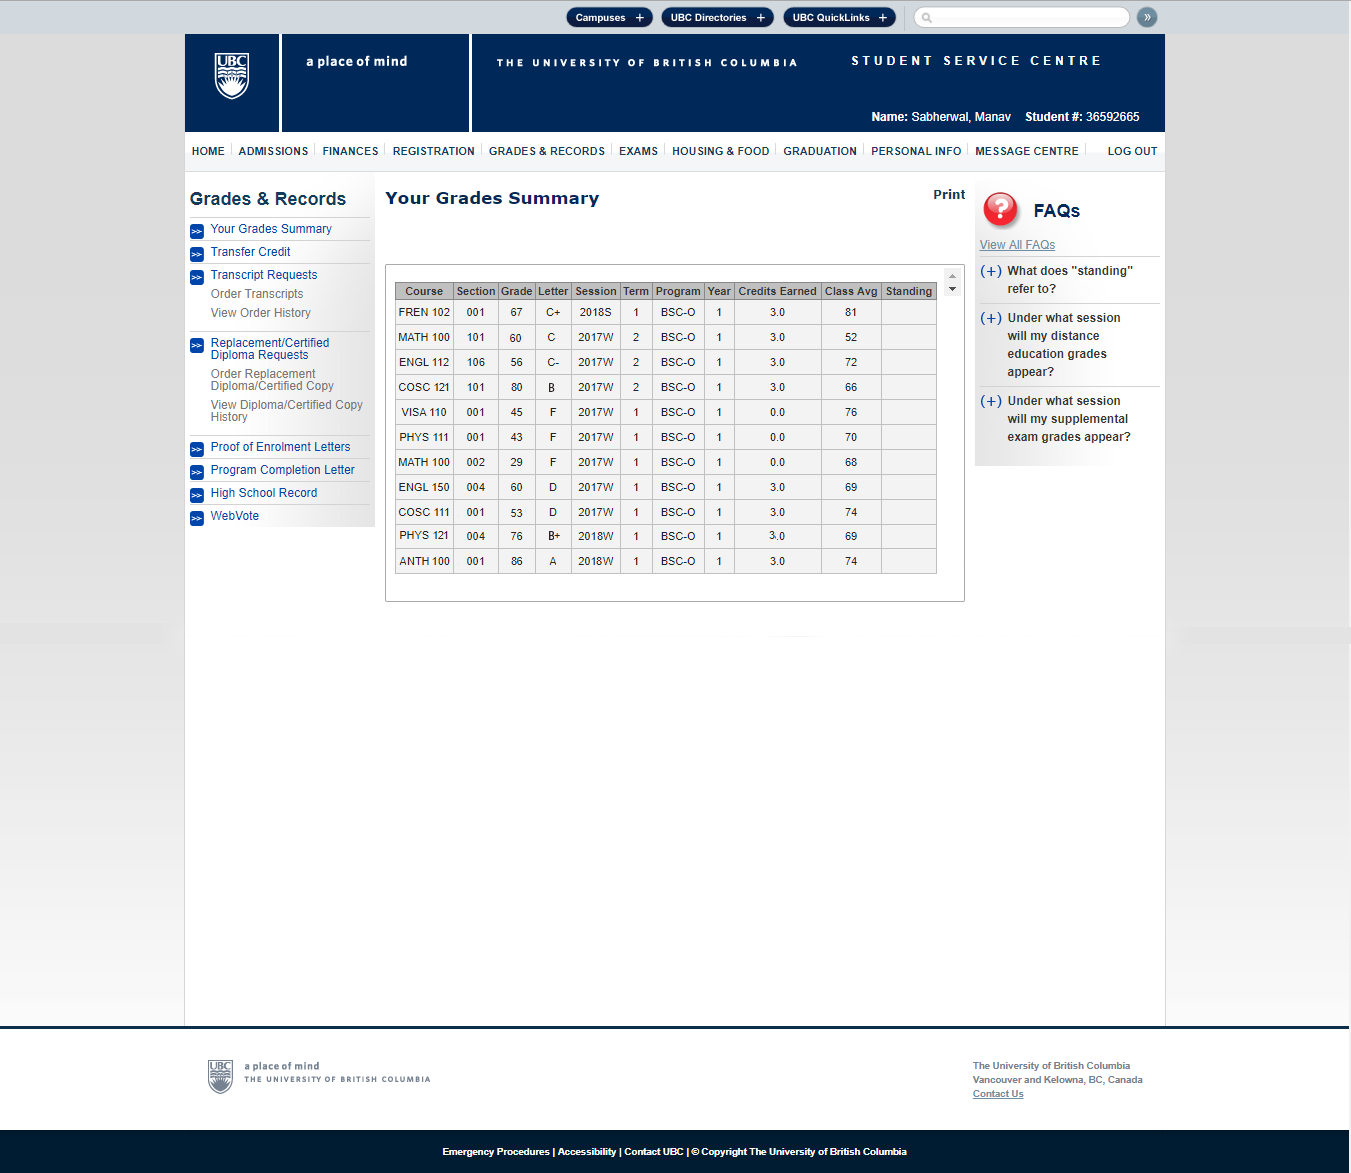 Campuses + UBC Directories + UBC QuickLinks + »
UBC a place of mind THE UNIVERSITY OF BRITISH COLUMBIA STUDENT SERVICE CENTRE
Name: Sabherwal, Manav Student #: 36592665
HOME ADMISSIONS FINANCES REGISTRATION GRADES & RECORDS EXAMS HOUSING & FOOD GRADUATION PERSONAL INFO MESSAGE CENTRE LOG OUT
Grades & Records
>> Your Grades Summary
>> Transfer Credit
>> Transcript Requests
Order Transcripts
View Order History
>> Replacement/Certified
Diploma Requests
Order Replacement
Diploma/Certified Copy
View Diploma/Certified Copy
History
>> Proof of Enrolment Letters
>> Program Completion Letter
>> High School Record
>> WebVote
Your Grades Summary Print
Course Section Grade Letter Session Term Program Year Credits Earned Class Avg Standing
FREN 102 001 67 C+ 2018S 1 BSC-O 1 3.0 81
MATH 100 101 60 C 2017W 2 BSC-O 1 3.0 52
ENGL 112 106 56 C- 2017W 2 BSC-O 1 3.0 72
COSC 121 101 80 B 2017W 2 BSC-O 1 3.0 66
VISA 110 001 45 F 2017W 1 BSC-O 1 0.0 76
PHYS 111 001 43 F 2017W 1 BSC-O 1 0.0 70
MATH 100 002 29 F 2017W 1 BSC-O 1 0.0 68
ENGL 150 004 60 D 2017W 1 BSC-O 1 3.0 69
COSC 111 001 53 D 2017W 1 BSC-O 1 3.0 74
PHYS 121 004 76 B+ 2018W 1 BSC-O 1 3.0 69
ANTH 100 001 86 A 2018W 1 BSC-O 1 3.0 74
? FAQs
View All FAQs
(+) What does "standing"
refer to?
(+) Under what session
will my distance
education grades
appear?
(+) Under what session
will my supplemental
exam grades appear?
UBC a place of mind
THE UNIVERSITY OF BRITISH COLUMBIA
The University of British Columbia
Vancouver and Kelowna, BC, Canada
Contact Us
Emergency Procedures | Accessibility | Contact UBC | © Copyright The University of British Columbia